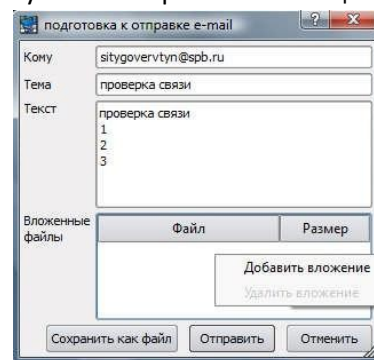 подготовка к отправке e-mail
Кому
sitygovervtyn@spb.ru
Тема
проверка связи
Текст
проверка связи
1
2
3
Вложенные
файлы
Файл
Размер
Добавить вложение
Удалить вложение
Сохранить как файл
Отправить
Отменить